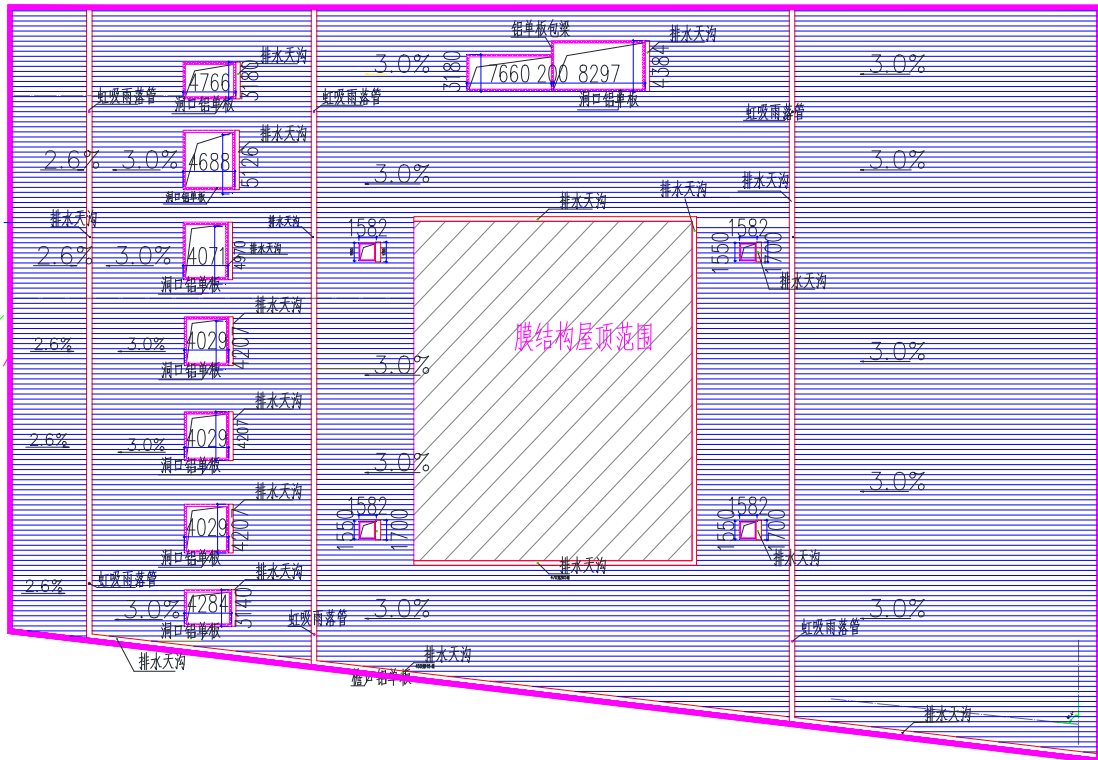 铝单板包梁
排水天沟
排水天沟
3.0%
3180
7660 200 8297
4384
3.0%
4766
3180
虹吸雨落管
洞口铝单板
虹吸雨落管
洞口铝单板
虹吸雨落管
排水天沟
2.6%
3.0%
4688
5126
3.0%
3.0%
洞口铝单板
排水天沟
排水天沟
排水天沟
排水天沟
排水天沟
1582
1582
2.6%
3.0%
4071
4970
排水天沟
1550
1700
洞口铝单板
排水天沟
排水天沟
2.6%
3.0%
4029
4207
膜结构屋顶范围
3.0%
洞口铝单板
3.0%
排水天沟
2.6%
3.0%
4029
4207
洞口铝单板
3.0%
3.0%
排水天沟
1582
1582
4029
4207
1550
1700
1550
1700
洞口铝单板
排水天沟
排水天沟
2.6%
虹吸雨落管
排水天沟
3.0%
4284
3140
3.0%
3.0%
洞口铝单板
虹吸雨落管
虹吸雨落管
排水天沟
排水天沟
排水天沟